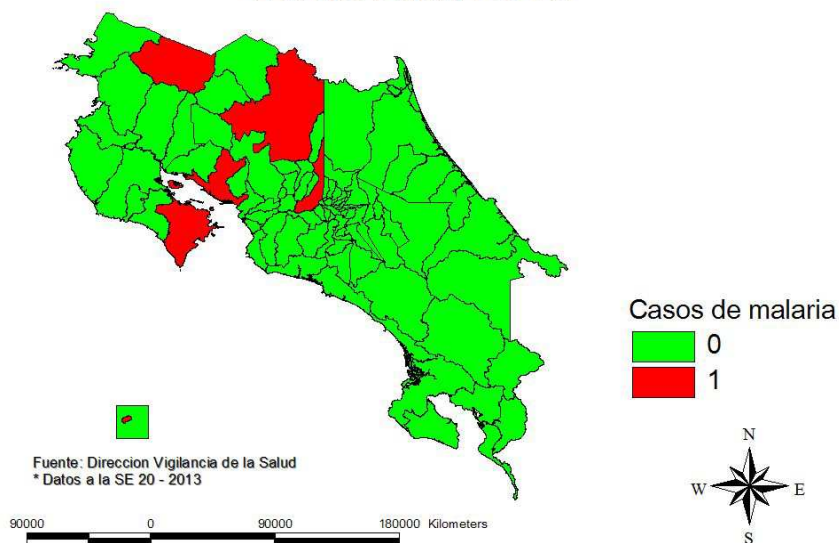 Casos de malaria
0
1
Fuente: Direccion Vigilancia de la Salud
* Datos a la SE 20 - 2013
90000 0 90000 180000 Kilometers
N
W E
S